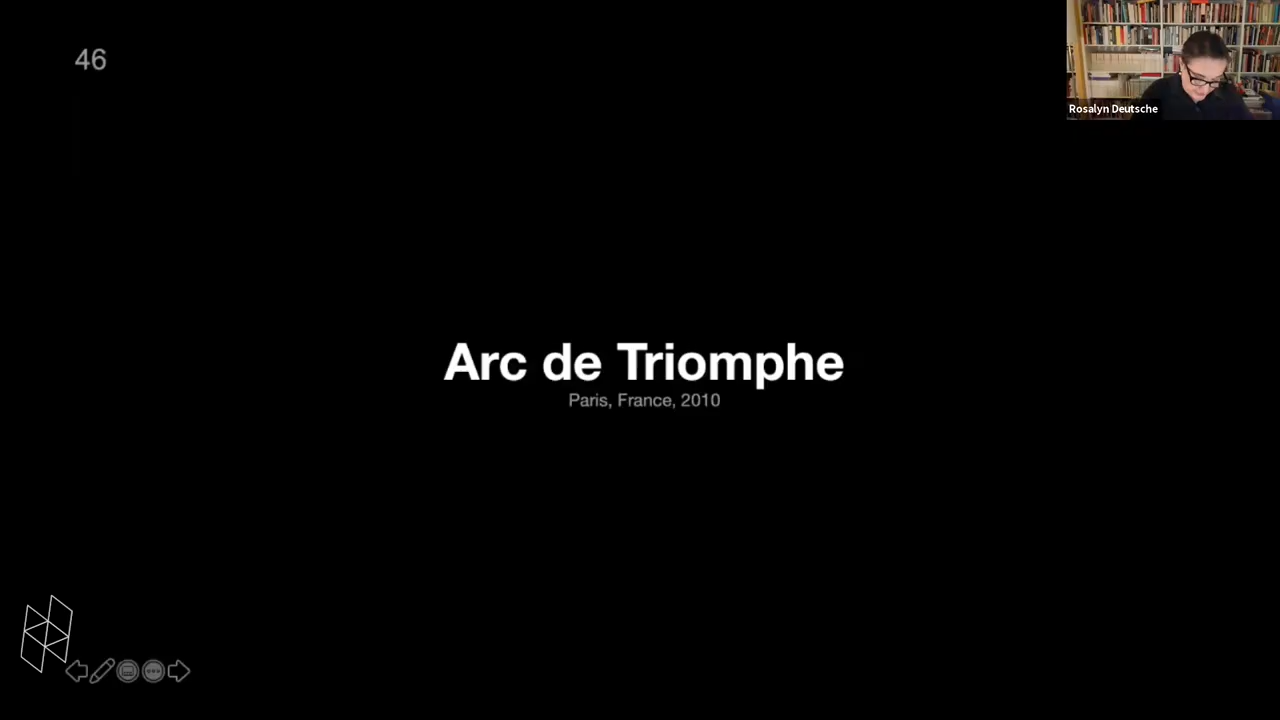 46
Rosalyn Deutsche
Arc de Triomphe
Paris, France, 2010